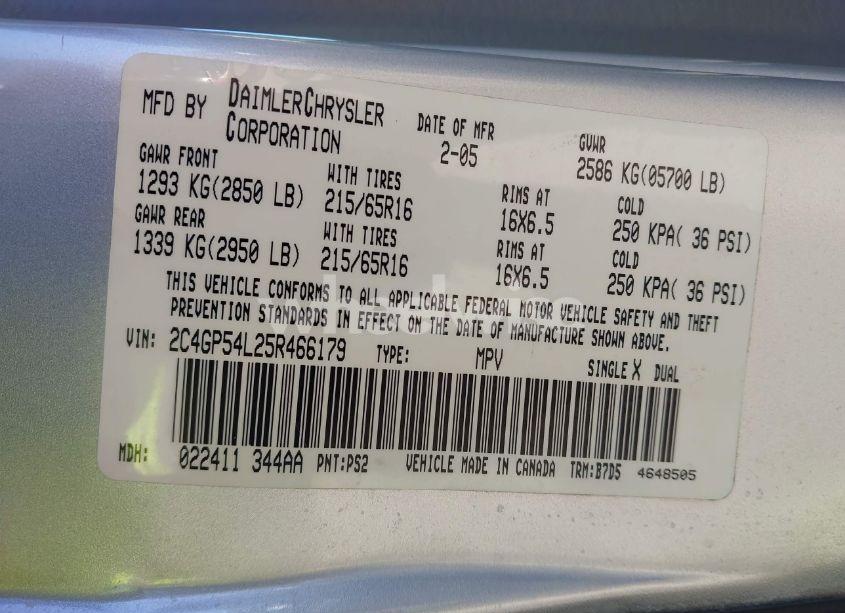 MFD BY DAIMLERCHRYSLER CORPORATION DATE OF MFR 2-05 GVWR 2586 KG(05700 LB)
GAWR FRONT WITH TIRES RIMS AT COLD
1293 KG(2850 LB) 215/65R16 16X6.5 250 KPA( 36 PSI)
GAWR REAR WITH TIRES RIMS AT COLD
1339 KG(2950 LB) 215/65R16 16X6.5 250 KPA( 36 PSI)
THIS VEHICLE CONFORMS TO ALL APPLICABLE FEDERAL MOTOR VEHICLE SAFETY AND THEFT
PREVENTION STANDARDS IN EFFECT ON THE DATE OF MANUFACTURE SHOWN ABOVE.
VIN: 2C4GP54L25R466179 TYPE: MPV SINGLE X DUAL
MDH: 022411 344AA PNT:PS2 VEHICLE MADE IN CANADA TRM:B7D5 4648505